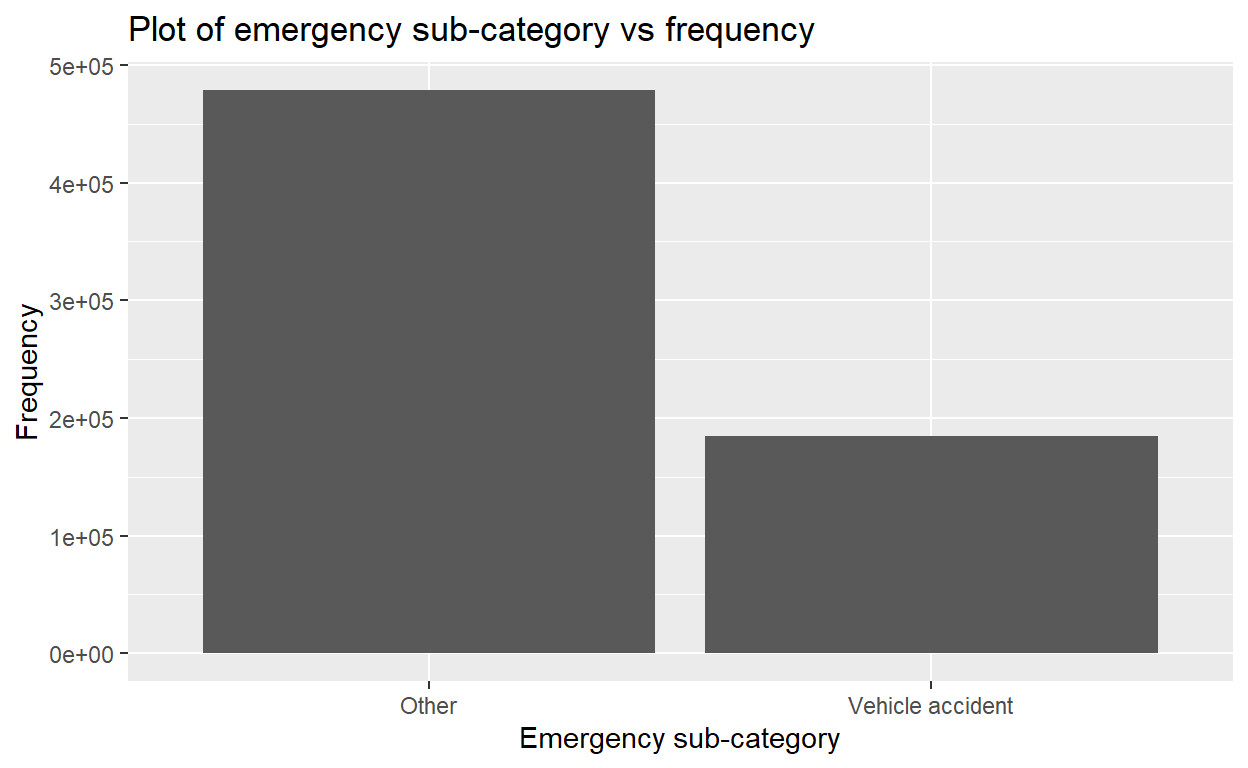 Plot of emergency sub-category vs frequency
5e+05
4e+05
3e+05
2e+05
1e+05
0e+00
Frequency
Other
Vehicle accident
Emergency sub-category